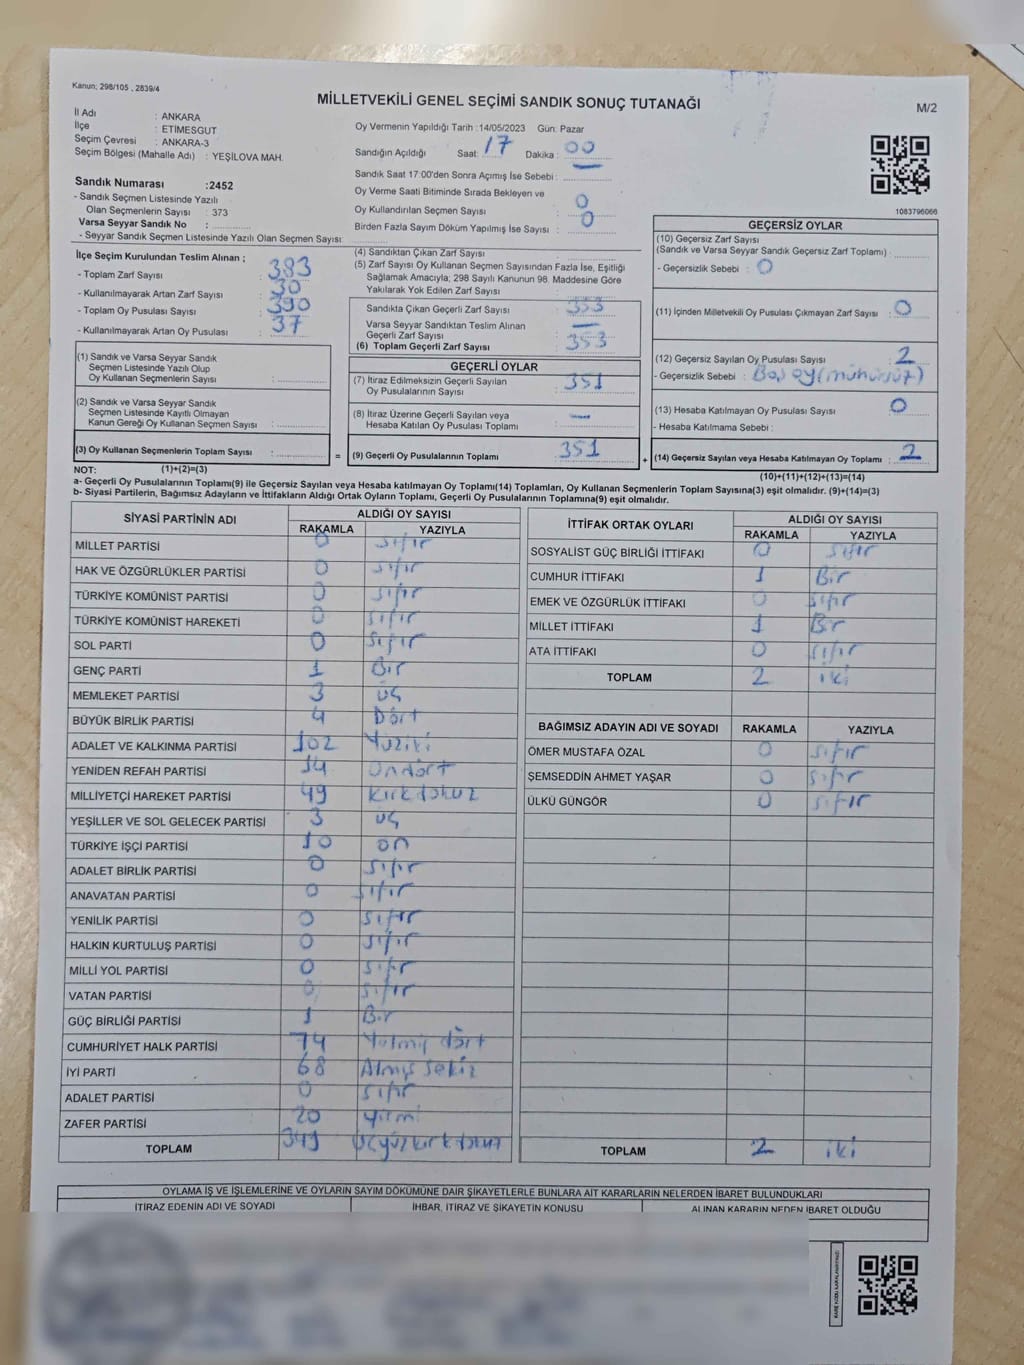 Kanun; 298/105 , 2839/4
MİLLETVEKİLİ GENEL SEÇİMİ SANDIK SONUÇ TUTANAĞI
M/2
İl Adı : ANKARA
İlçe : ETİMESGUT
Seçim Çevresi : ANKARA-3
Seçim Bölgesi (Mahalle Adı) : YEŞİLOVA MAH.
Oy Vermenin Yapıldığı Tarih :14/05/2023 Gün: Pazar
Sandığın Açıldığı Saat: 17 Dakika : 00
Sandık Saat 17:00'den Sonra Açımış İse Sebebi :
Oy Verme Saati Bitiminde Sırada Bekleyen ve
Oy Kullandırılan Seçmen Sayısı : 0
Birden Fazla Sayım Döküm Yapılmış İse Sayısı : 0
Sandık Numarası :2452
- Sandık Seçmen Listesinde Yazılı
Olan Seçmenlerin Sayısı : 373
Varsa Seyyar Sandık No :
- Seyyar Sandık Seçmen Listesinde Yazılı Olan Seçmen Sayısı:
1083796066
İlçe Seçim Kurulundan Teslim Alınan ;
- Toplam Zarf Sayısı : 383
- Kullanılmayarak Artan Zarf Sayısı : 30
- Toplam Oy Pusulası Sayısı : 390
- Kullanılmayarak Artan Oy Pusulası : 37
(1) Sandık ve Varsa Seyyar Sandık
Seçmen Listesinde Yazılı Olup
Oy Kullanan Seçmenlerin Sayısı :
(2) Sandık ve Varsa Seyyar Sandık
Seçmen Listesinde Kayıtlı Olmayan
Kanun Gereği Oy Kullanan Seçmen Sayısı :
(3) Oy Kullanan Seçmenlerin Toplam Sayısı : =
(4) Sandıktan Çıkan Zarf Sayısı
(5) Zarf Sayısı Oy Kullanan Seçmen Sayısından Fazla İse, Eşitliği
Sağlamak Amacıyla; 298 Sayılı Kanunun 98. Maddesine Göre
Yakılarak Yok Edilen Zarf Sayısı
Sandıkta Çıkan Geçerli Zarf Sayısı : 353
Varsa Seyyar Sandıktan Teslim Alınan
Geçerli Zarf Sayısı : —
(6) Toplam Geçerli Zarf Sayısı : 353
GEÇERLİ OYLAR
(7) İtiraz Edilmeksizin Geçerli Sayılan
Oy Pusulalarının Sayısı : 351
(8) İtiraz Üzerine Geçerli Sayılan veya
Hesaba Katılan Oy Pusulası Toplamı : —
(9) Geçerli Oy Pusulalarının Toplamı : 351 +
GEÇERSİZ OYLAR
(10) Geçersiz Zarf Sayısı
(Sandık ve Varsa Seyyar Sandık Geçersiz Zarf Toplamı) :
- Geçersizlik Sebebi : 0
(11) İçinden Milletvekili Oy Pusulası Çıkmayan Zarf Sayısı : 0
(12) Geçersiz Sayılan Oy Pusulası Sayısı : 2
- Geçersizlik Sebebi : Boş oy (mühürsüz)
(13) Hesaba Katılmayan Oy Pusulası Sayısı : 0
- Hesaba Katılmama Sebebi :
(14) Geçersiz Sayılan veya Hesaba Katılmayan Oy Toplamı : 2
NOT: (1)+(2)=(3) (10)+(11)+(12)+(13)=(14)
a- Geçerli Oy Pusulalarının Toplamı(9) ile Geçersiz Sayılan veya Hesaba Katılmayan Oy Toplamı(14) Toplamları, Oy Kullanan Seçmenlerin Toplam Sayısına(3) eşit olmalıdır. (9)+(14)=(3)
b- Siyasi Partilerin, Bağımsız Adayların ve İttifakların Aldığı Ortak Oyların Toplamı, Geçerli Oy Pusulalarının Toplamına(9) eşit olmalıdır.
SİYASİ PARTİNİN ADI ALDIĞI OY SAYISI
RAKAMLA YAZIYLA
MİLLET PARTİSİ 0 Sıfır
HAK VE ÖZGÜRLÜKLER PARTİSİ 0 Sıfır
TÜRKİYE KOMÜNİST PARTİSİ 0 Sıfır
TÜRKİYE KOMÜNİST HAREKETİ 0 Sıfır
SOL PARTİ 0 Sıfır
GENÇ PARTİ 1 Bir
MEMLEKET PARTİSİ 3 üç
BÜYÜK BİRLİK PARTİSİ 4 Dört
ADALET VE KALKINMA PARTİSİ 102 Yüziki
YENİDEN REFAH PARTİSİ 14 Ondört
MİLLİYETÇİ HAREKET PARTİSİ 49 Kırkdokuz
YEŞİLLER VE SOL GELECEK PARTİSİ 3 üç
TÜRKİYE İŞÇİ PARTİSİ 10 on
ADALET BİRLİK PARTİSİ 0 Sıfır
ANAVATAN PARTİSİ 0 Sıfır
YENİLİK PARTİSİ 0 Sıfır
HALKIN KURTULUŞ PARTİSİ 0 Sıfır
MİLLİ YOL PARTİSİ 0 Sıfır
VATAN PARTİSİ 0 Sıfır
GÜÇ BİRLİĞİ PARTİSİ 1 Bir
CUMHURİYET HALK PARTİSİ 74 Yetmiş dört
İYİ PARTİ 68 Atmış sekiz
ADALET PARTİSİ 0 Sıfır
ZAFER PARTİSİ 20 yirmi
TOPLAM 349 üçyüzkırkdokuz
İTTİFAK ORTAK OYLARI ALDIĞI OY SAYISI
RAKAMLA YAZIYLA
SOSYALİST GÜÇ BİRLİĞİ İTTİFAKI 0 Sıfır
CUMHUR İTTİFAKI 1 Bir
EMEK VE ÖZGÜRLÜK İTTİFAKI 0 Sıfır
MİLLET İTTİFAKI 1 Bir
ATA İTTİFAKI 0 Sıfır
TOPLAM 2 iki
BAĞIMSIZ ADAYIN ADI VE SOYADI RAKAMLA YAZIYLA
ÖMER MUSTAFA ÖZAL 0 Sıfır
ŞEMSEDDİN AHMET YAŞAR 0 Sıfır
ÜLKÜ GÜNGÖR 0 Sıfır
TOPLAM 2 iki
OYLAMA İŞ VE İŞLEMLERİNE VE OYLARIN SAYIM DÖKÜMÜNE DAİR ŞİKAYETLERLE BUNLARA AİT KARARLARIN NELERDEN İBARET BULUNDUKLARI
İTİRAZ EDENİN ADI VE SOYADI İHBAR, İTİRAZ VE ŞİKAYETİN KONUSU ALINAN KARARIN NEDEN İBARET OLDUĞU